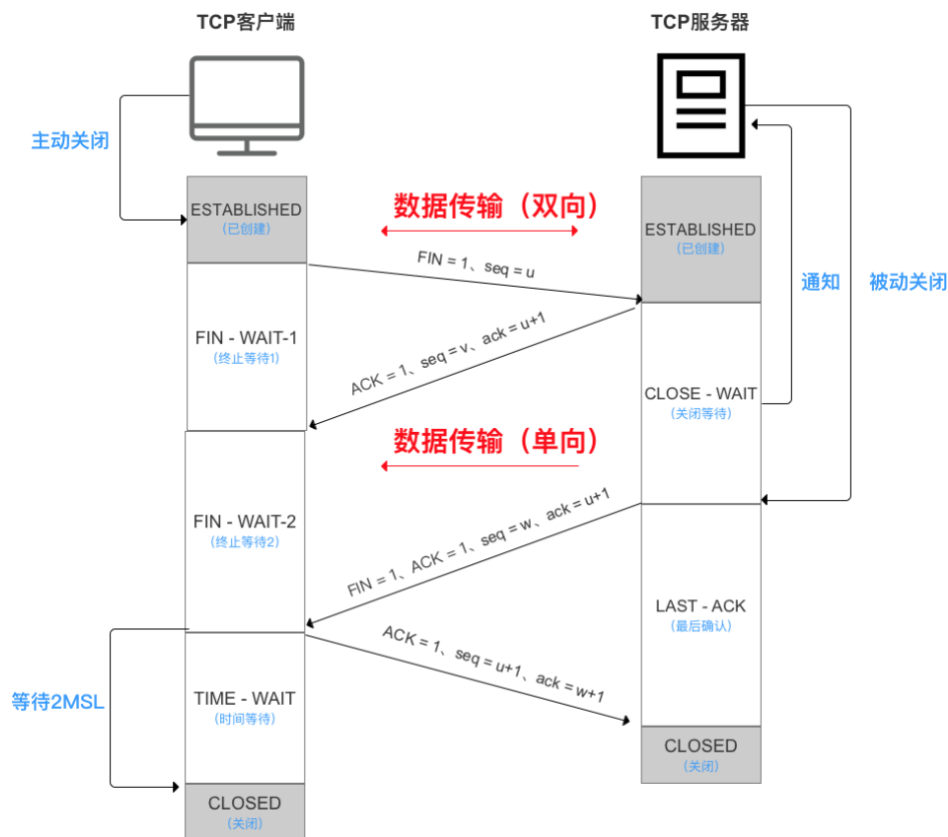 TCP客户端
TCP服务器
主动关闭
ESTABLISHED
(已创建)
数据传输（双向）
ESTABLISHED
(已创建)
FIN = 1、seq = u
通知
被动关闭
FIN - WAIT-1
(终止等待1)
ACK = 1、seq = v、ack = u+1
CLOSE - WAIT
(关闭等待)
数据传输（单向）
FIN - WAIT-2
(终止等待2)
FIN = 1、ACK = 1、seq = w、ack = u+1
LAST - ACK
(最后确认)
ACK = 1、seq = u+1、ack = w+1
等待2MSL
TIME - WAIT
(时间等待)
CLOSED
(关闭)
CLOSED
(关闭)